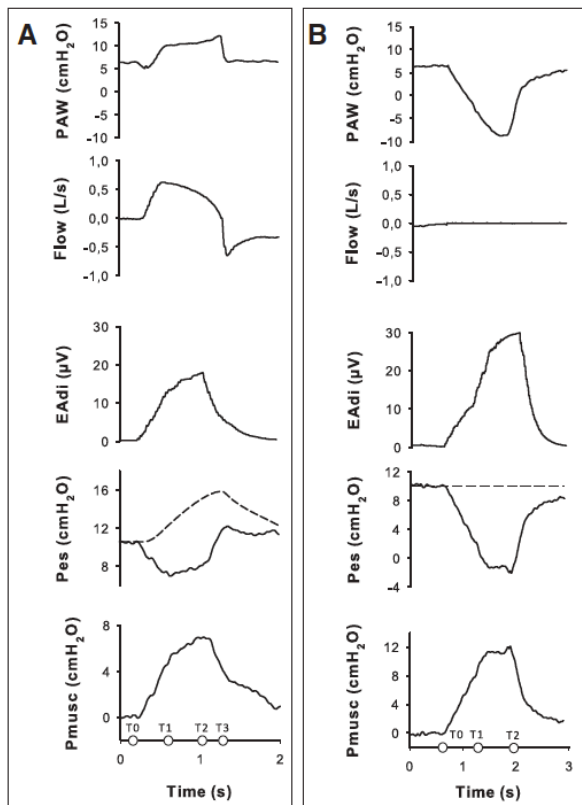 A
PAW (cmH2O)
15
10
5
0
-5
-10
Flow (L/s)
1,0
0,5
0,0
-0,5
-1,0
EAdi (µV)
30
20
10
0
Pes (cmH2O)
16
12
8
Pmusc (cmH2O)
8
4
0
T0 T1 T2 T3
0 1 2
Time (s)
B
PAW (cmH2O)
15
10
5
0
-5
-10
Flow (L/s)
1,0
0,5
0,0
-0,5
-1,0
EAdi (µV)
30
20
10
0
Pes (cmH2O)
12
8
4
0
-4
Pmusc (cmH2O)
12
8
4
0
T0 T1 T2
0 1 2 3
Time (s)